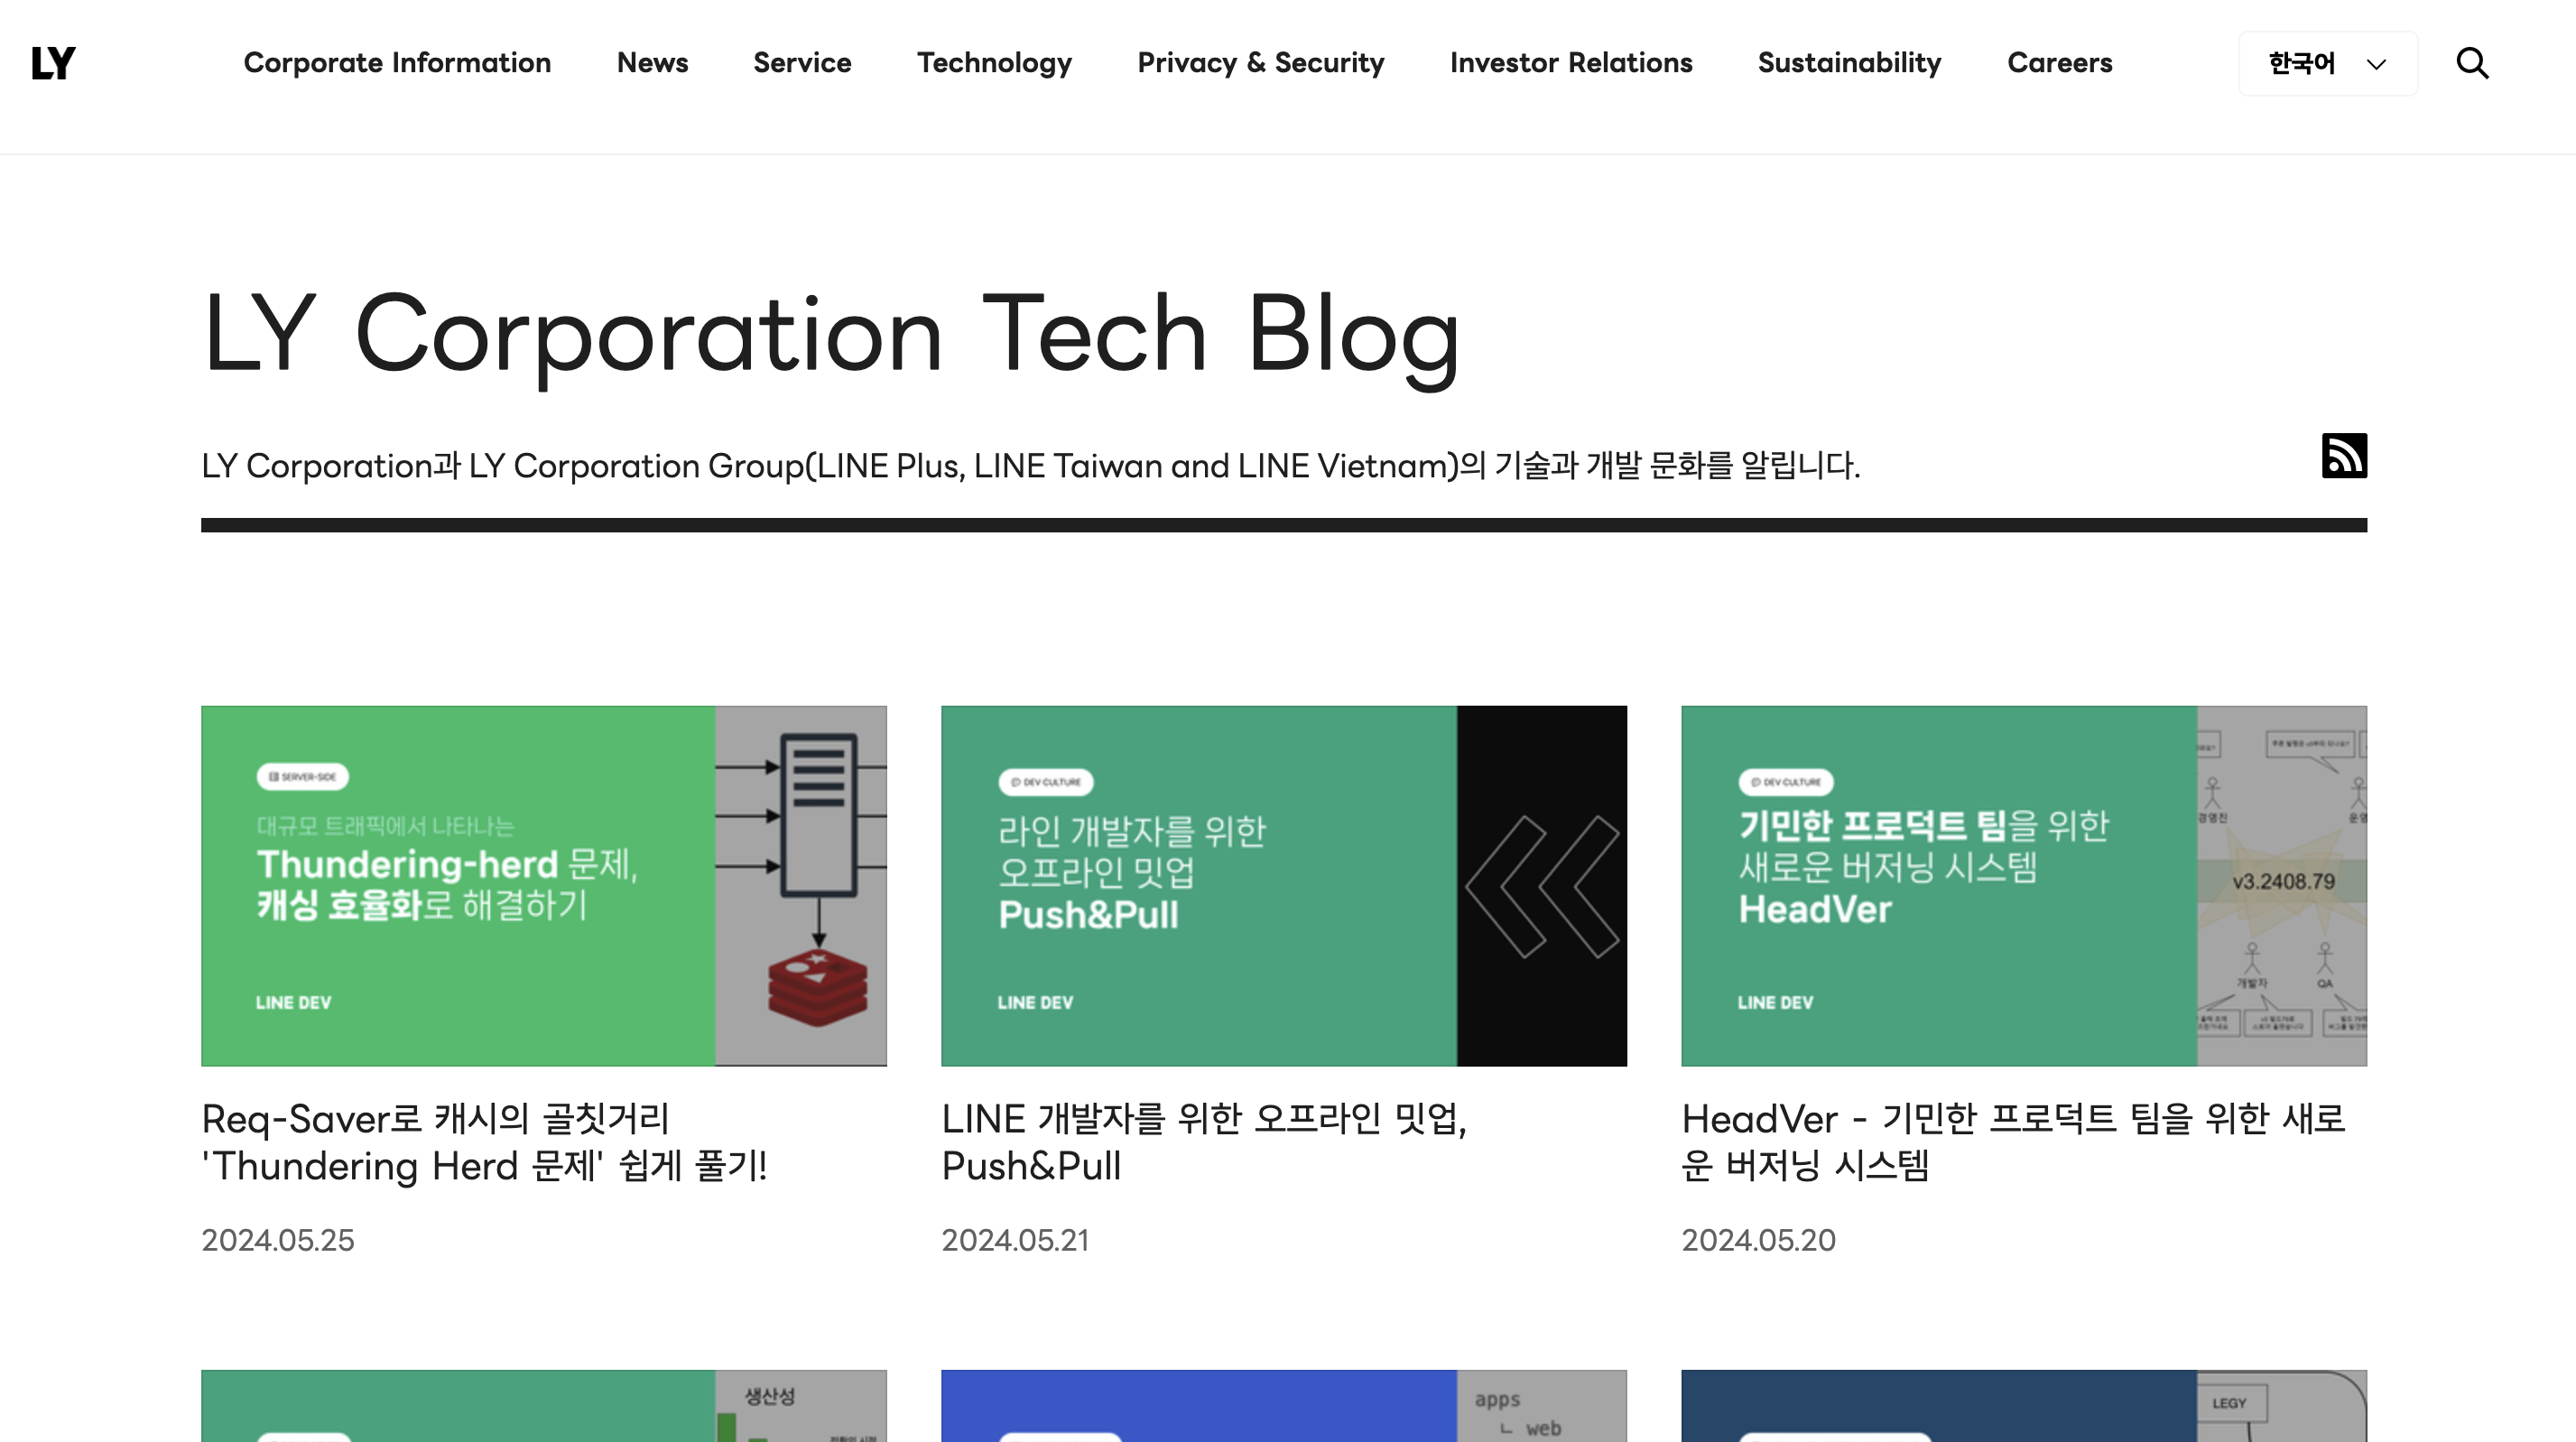 LY
Corporate Information
News
Service
Technology
Privacy & Security
Investor Relations
Sustainability
Careers
한국어
LY Corporation Tech Blog
LY Corporation과 LY Corporation Group(LINE Plus, LINE Taiwan and LINE Vietnam)의 기술과 개발 문화를 알립니다.
SERVER-SIDE
대규모 트래픽에서 나타나는
Thundering-herd 문제,
캐싱 효율화로 해결하기
LINE DEV
Req-Saver로 캐시의 골칫거리
'Thundering Herd 문제' 쉽게 풀기!
2024.05.25
DEV CULTURE
라인 개발자를 위한
오프라인 밋업
Push&Pull
LINE DEV
LINE 개발자를 위한 오프라인 밋업,
Push&Pull
2024.05.21
DEV CULTURE
기민한 프로덕트 팀을 위한
새로운 버저닝 시스템
HeadVer
LINE DEV
경영진
v3.2408.79
개발자
QA
HeadVer - 기민한 프로덕트 팀을 위한 새로
운 버저닝 시스템
2024.05.20
생산성
apps
ㄴ web
LEGY